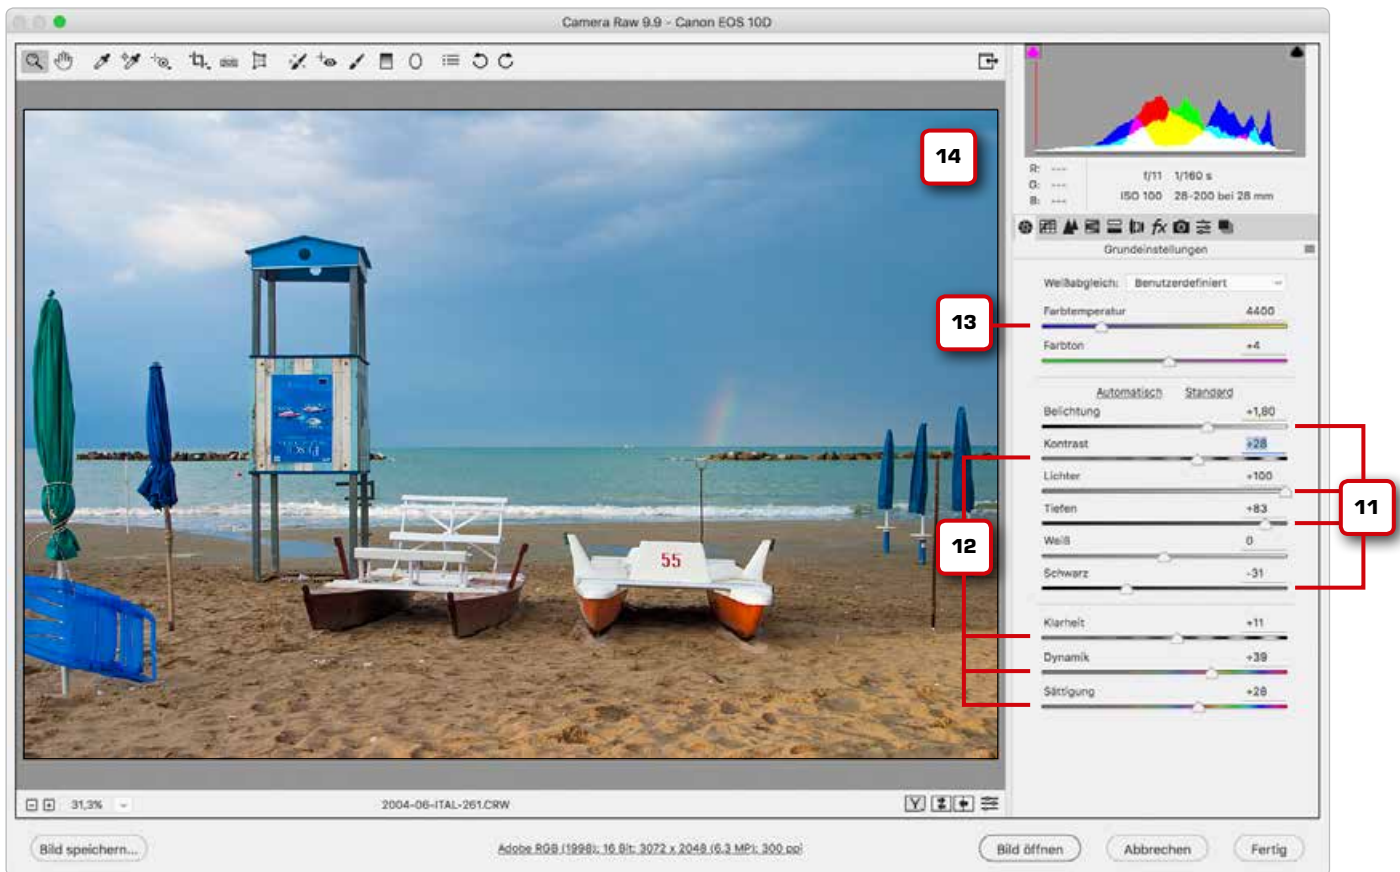 Camera Raw 9.9 - Canon EOS 10D
14
R: ---
G: ---
B: ---
f/11 1/160 s
ISO 100 28-200 bei 28 mm
fx
Grundeinstellungen
Weißabgleich: Benutzerdefiniert
13
Farbtemperatur 4400
Farbton +4
Automatisch Standard
Belichtung +1,80
Kontrast +28
Lichter +100
11
Tiefen +83
12
Weiß 0
Schwarz -31
Klarheit +11
Dynamik +39
Sättigung +28
55
31,3%
2004-06-ITAL-261.CRW
Y
Bild speichern...
Adobe RGB (1998); 16 Bit; 3072 x 2048 (6,3 MP); 300 ppi
Bild öffnen
Abbrechen
Fertig